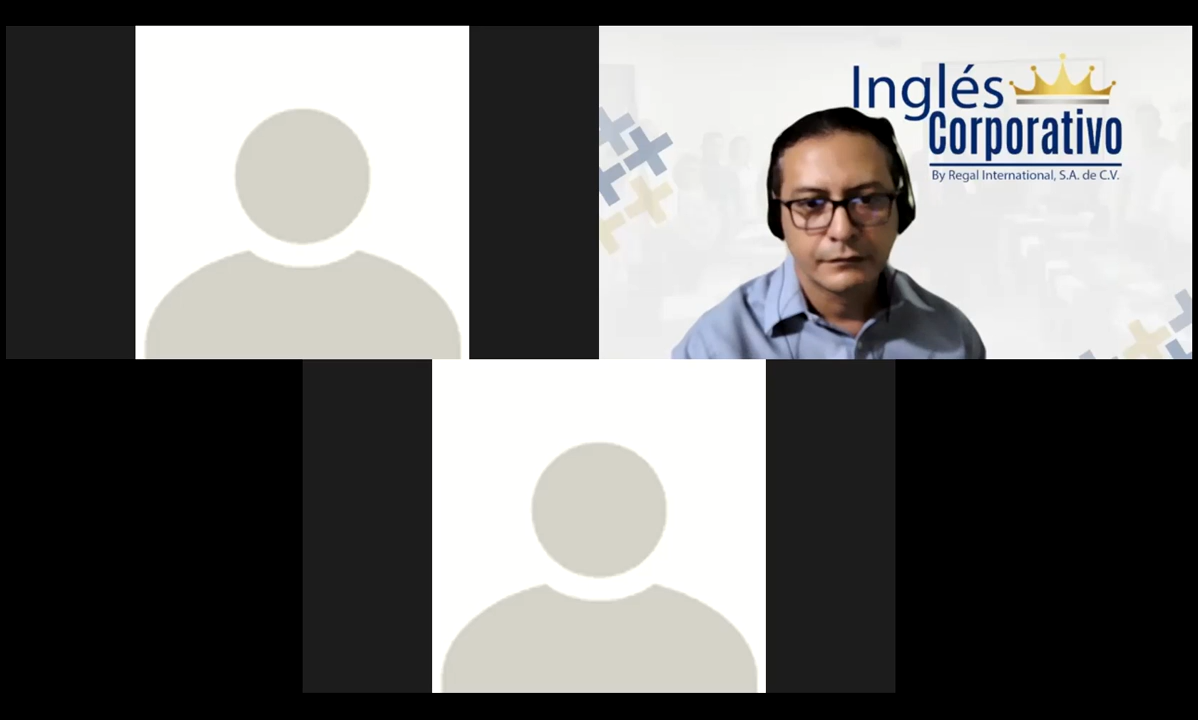 Inglés
Corporativo
By Regal International, S.A. de C.V.